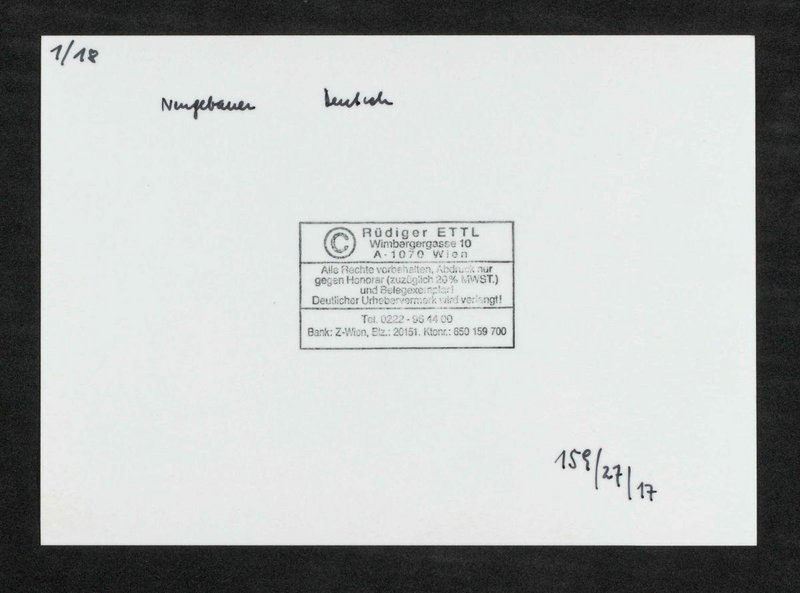 1/18
Neugebauer Deutsch
© Rüdiger ETTL
Wimbergergasse 10
A-1070 Wien
Alle Rechte vorbehalten, Abdruck nur
gegen Honorar (zuzüglich 20% MWST.)
und Belegexemplar!
Deutlicher Urhebervermerk wird verlangt!
Tel. 0222 - 96 44 00
Bank: Z-Wien, Blz.: 20151. Ktonr.: 650 159 700
159/27/17